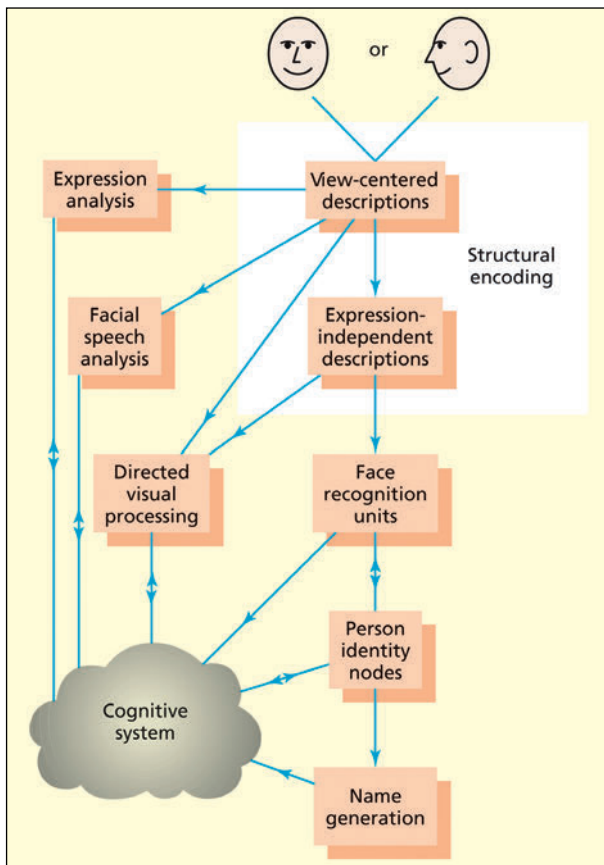 or
Expression
analysis
View-centered
descriptions
Structural
encoding
Facial
speech
analysis
Expression-
independent
descriptions
Directed
visual
processing
Face
recognition
units
Person
identity
nodes
Cognitive
system
Name
generation